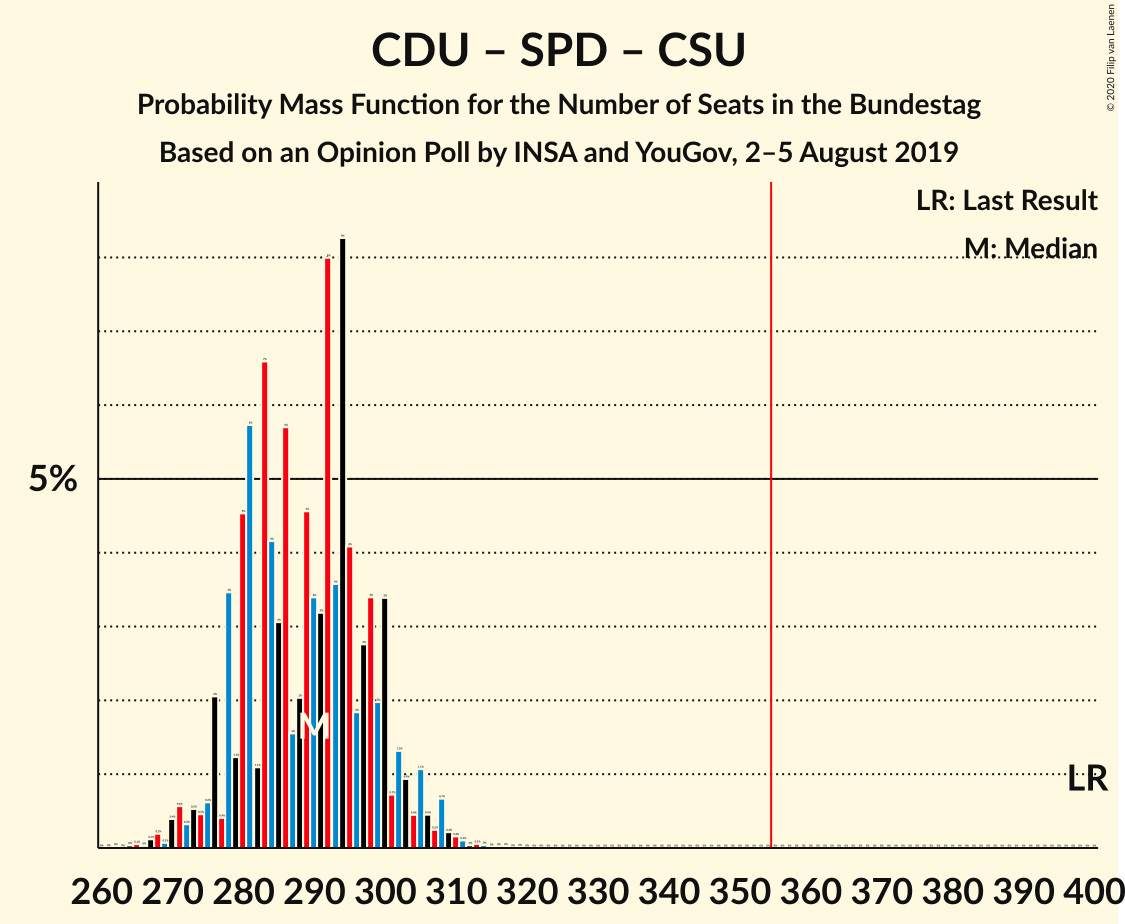 CDU – SPD – CSU
Probability Mass Function for the Number of Seats in the Bundestag
Based on an Opinion Poll by INSA and YouGov, 2–5 August 2019
© 2020 Filip van Laenen
LR: Last Result
M: Median
5%
M
LR
260 270 280 290 300 310 320 330 340 350 360 370 380 390 400